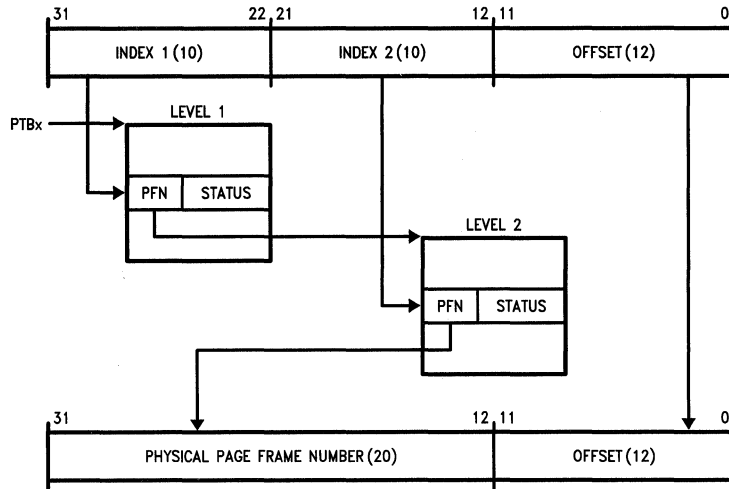 31 22 21 12 11 0
INDEX 1 (10) INDEX 2 (10) OFFSET (12)
LEVEL 1
PTBx
PFN STATUS
LEVEL 2
PFN STATUS
31 12 11 0
PHYSICAL PAGE FRAME NUMBER (20) OFFSET (12)